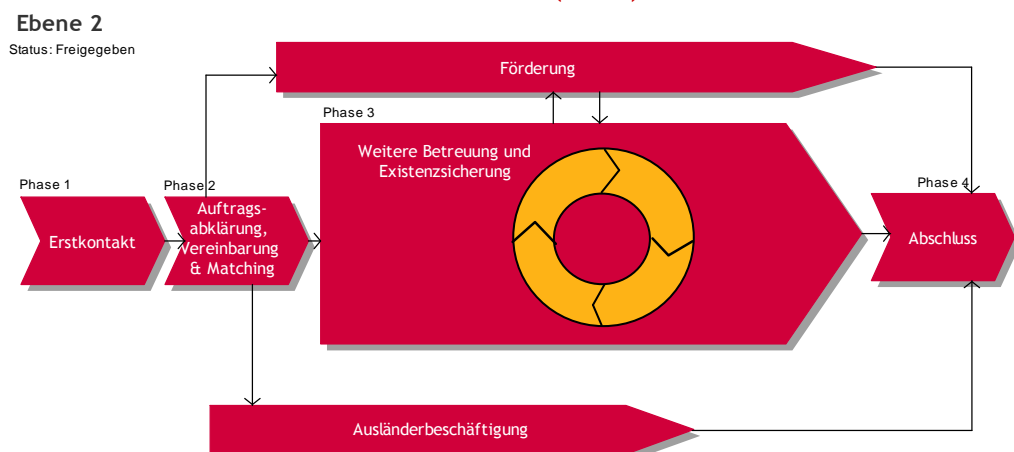 Ebene 2
Status: Freigegeben
Förderung
Phase 3
Weitere Betreuung und
Existenzsicherung
Phase 1
Erstkontakt
Phase 2
Auftrags-
abklärung,
Vereinbarung
& Matching
Phase 4
Abschluss
Ausländerbeschäftigung